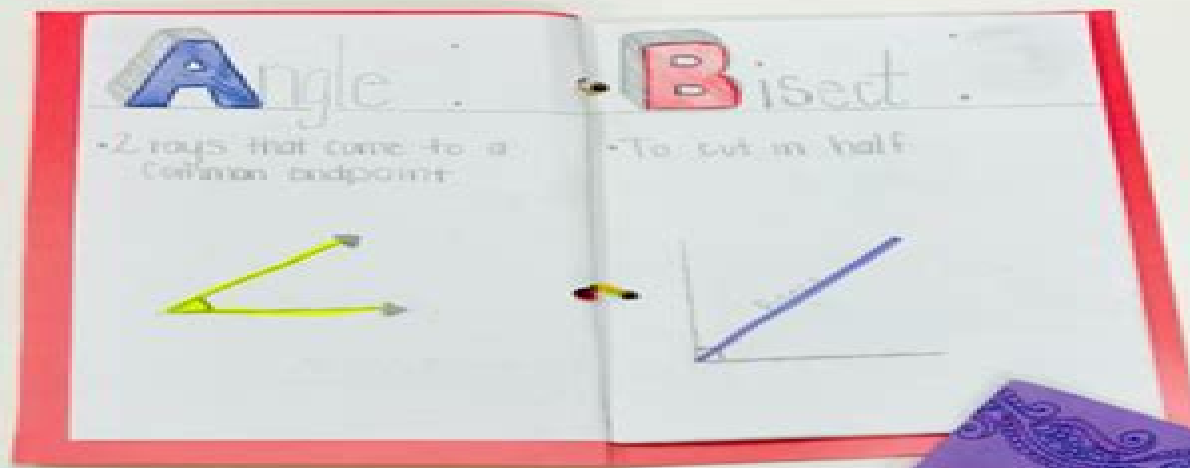 Angle :
• 2 rays that come to a
Common endpoint
Bisect :
• To cut in half